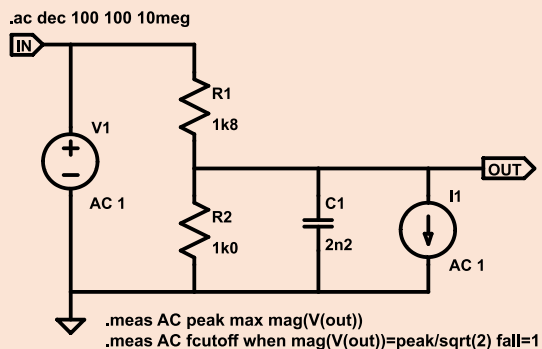 .ac dec 100 100 10meg
IN
R1
1k8
V1
+
−
AC 1
OUT
I1
C1
R2
1k0
2n2
AC 1
.meas AC peak max mag(V(out))
.meas AC fcutoff when mag(V(out))=peak/sqrt(2) fall=1